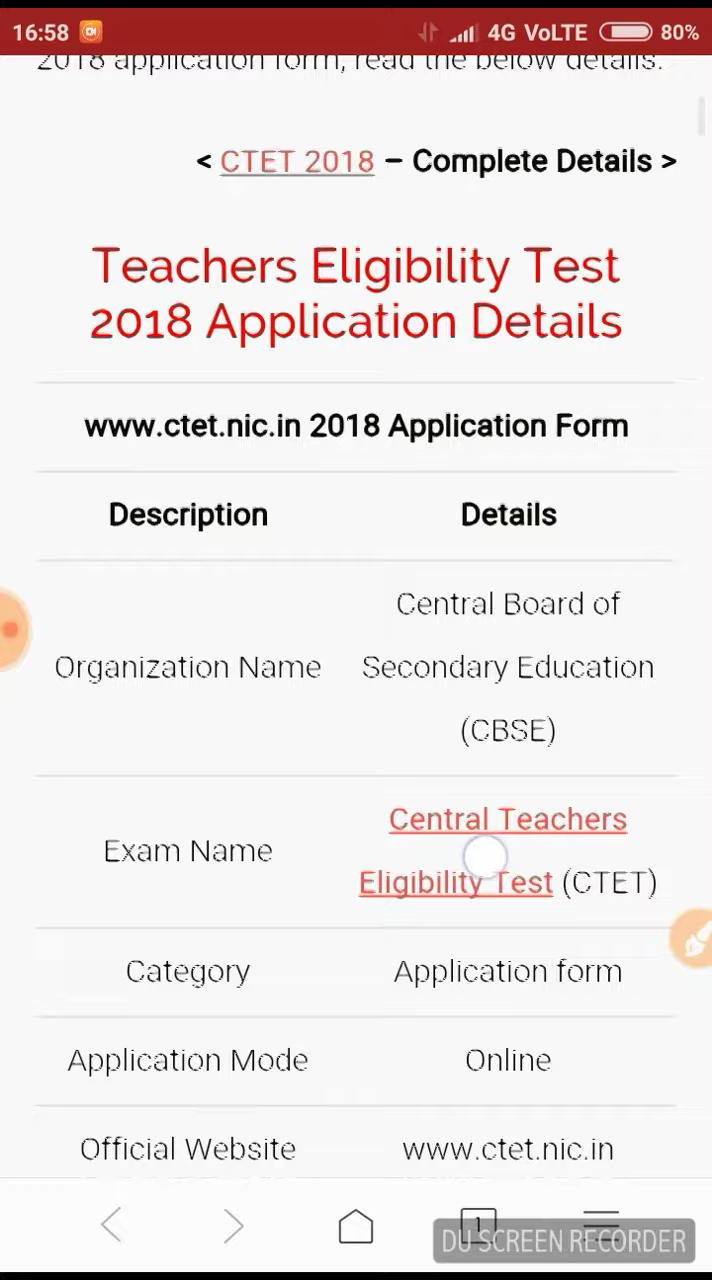 16:58 4G VoLTE 80%
2018 application form, read the below details.
< CTET 2018 – Complete Details >
Teachers Eligibility Test
2018 Application Details
www.ctet.nic.in 2018 Application Form
Description Details
Central Board of
Organization Name Secondary Education
(CBSE)
Central Teachers
Exam Name
Eligibility Test (CTET)
Category Application form
Application Mode Online
Official Website www.ctet.nic.in
1
DU SCREEN RECORDER